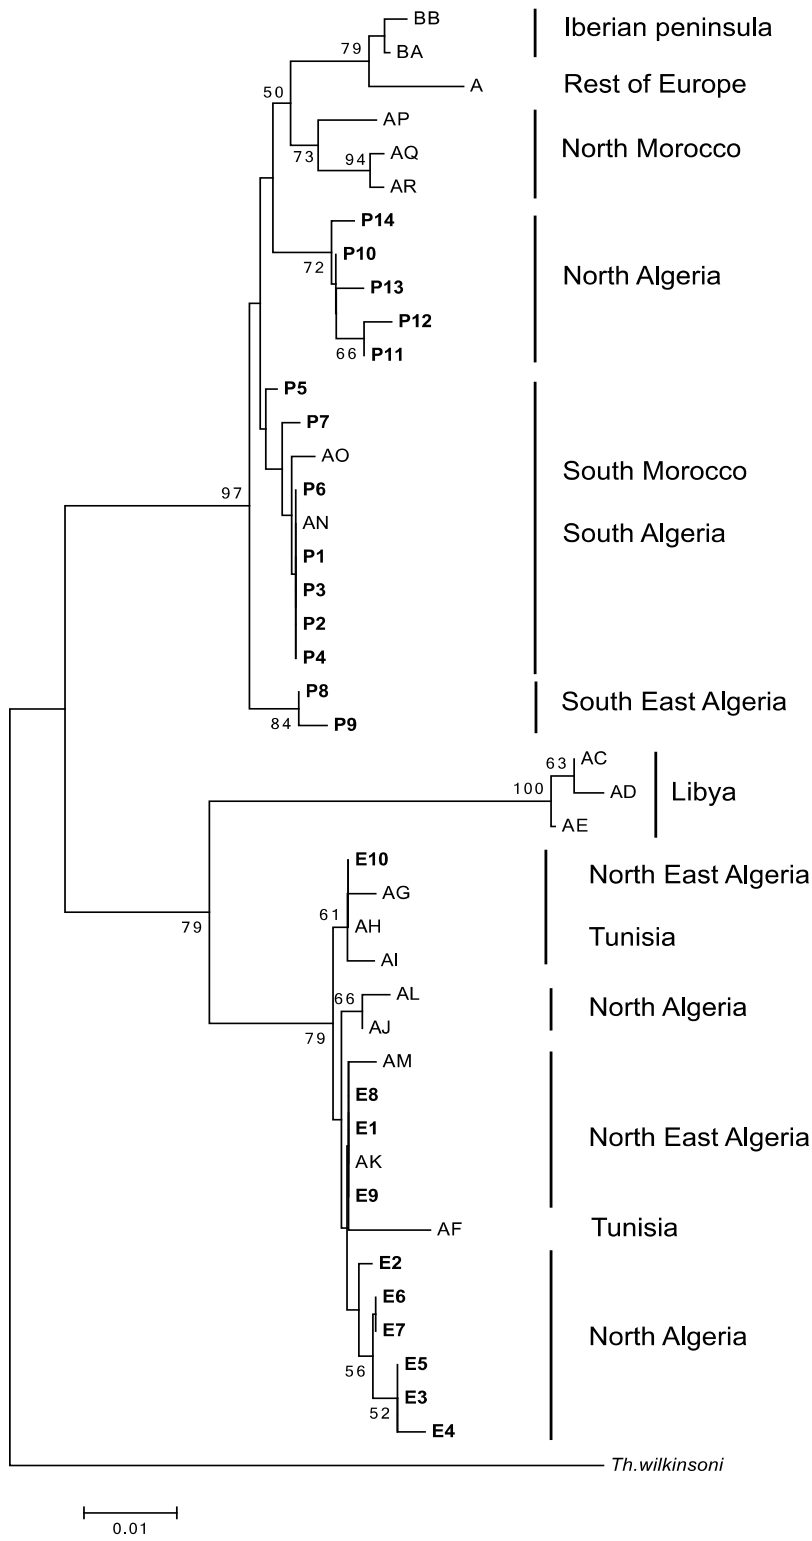 BB
Iberian peninsula
79
BA
A
Rest of Europe
50
AP
North Morocco
73
94
AQ
AR
P14
P10
72
North Algeria
P13
P12
66
P11
P5
P7
AO
South Morocco
97
P6
AN
South Algeria
P1
P3
P2
P4
P8
South East Algeria
84
P9
63
AC
100
AD
Libya
AE
E10
North East Algeria
AG
61
AH
Tunisia
AI
79
66
AL
North Algeria
AJ
79
AM
E8
E1
North East Algeria
AK
E9
AF
Tunisia
E2
E6
E7
North Algeria
56
E5
E3
52
E4
Th.wilkinsoni
0.01